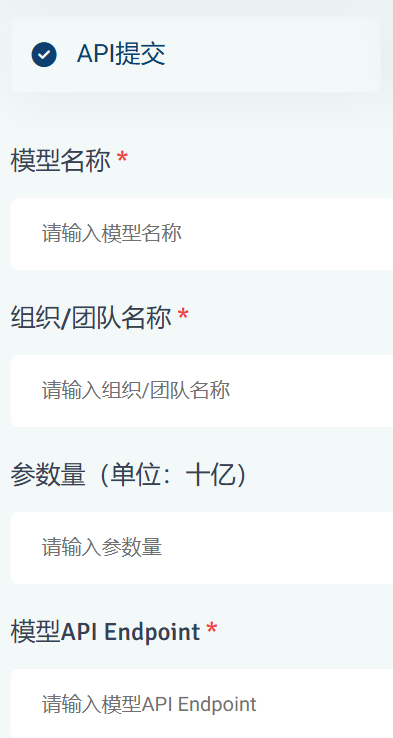 API提交
模型名称 *
请输入模型名称
组织/团队名称 *
请输入组织/团队名称
参数量（单位：十亿）
请输入参数量
模型API Endpoint *
请输入模型API Endpoint